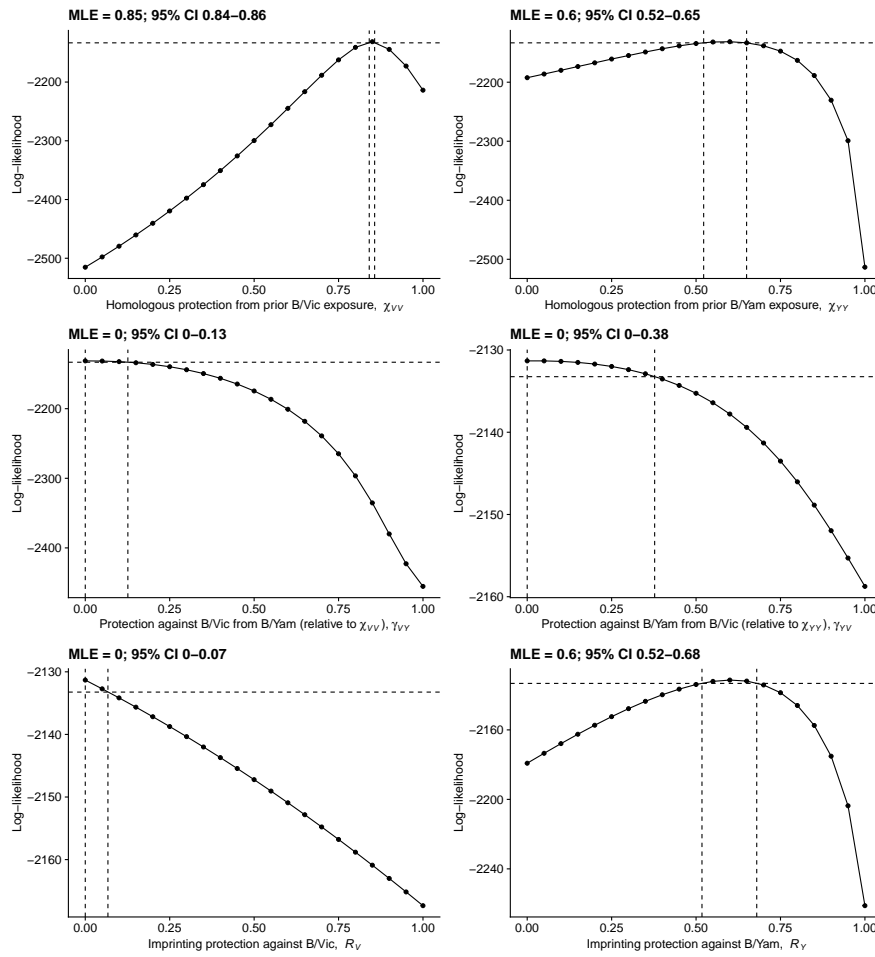 MLE = 0.85; 95% CI 0.84–0.86
−2200
−2300
−2400
−2500
Log−likelihood
0.00 0.25 0.50 0.75 1.00
Homologous protection from prior B/Vic exposure, χVV
MLE = 0.6; 95% CI 0.52–0.65
−2200
−2300
−2400
−2500
Log−likelihood
0.00 0.25 0.50 0.75 1.00
Homologous protection from prior B/Yam exposure, χYY
MLE = 0; 95% CI 0–0.13
−2200
−2300
−2400
Log−likelihood
0.00 0.25 0.50 0.75 1.00
Protection against B/Vic from B/Yam (relative to χVV), γVY
MLE = 0; 95% CI 0–0.38
−2130
−2140
−2150
−2160
Log−likelihood
0.00 0.25 0.50 0.75 1.00
Protection against B/Yam from B/Vic (relative to χYY), γYV
MLE = 0; 95% CI 0–0.07
−2130
−2140
−2150
−2160
Log−likelihood
0.00 0.25 0.50 0.75 1.00
Imprinting protection against B/Vic, RV
MLE = 0.6; 95% CI 0.52–0.68
−2160
−2200
−2240
Log−likelihood
0.00 0.25 0.50 0.75 1.00
Imprinting protection against B/Yam, RY